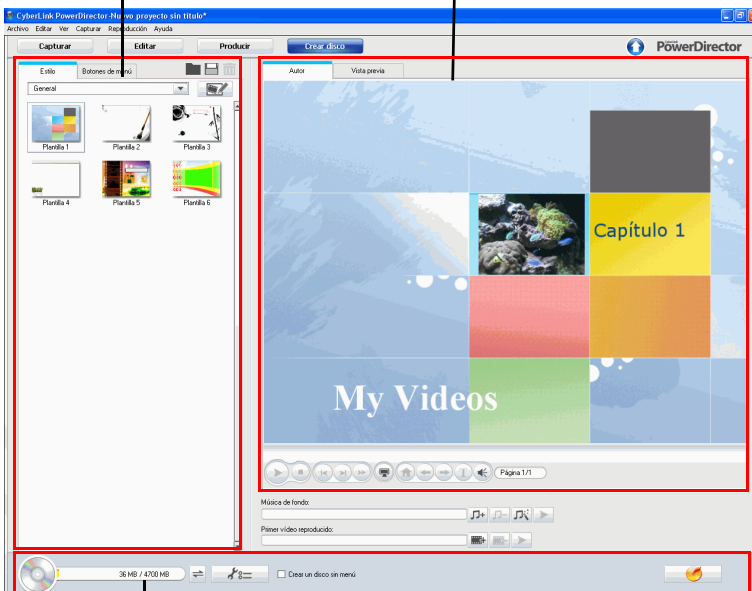 CyberLink PowerDirector-Nuevo proyecto sin título*
Archivo Editar Ver Capturar Reproducción Ayuda
Capturar Editar Producir Crear disco PowerDirector
Estilo Botones de menú
General
Plantilla 1 Plantilla 2 Plantilla 3
Plantilla 4 Plantilla 5 Plantilla 6
Autor Vista previa
Capítulo 1
My Videos
Página 1/1
Música de fondo:
Primer vídeo reproducido:
36 MB / 4700 MB
Crear un disco sin menú